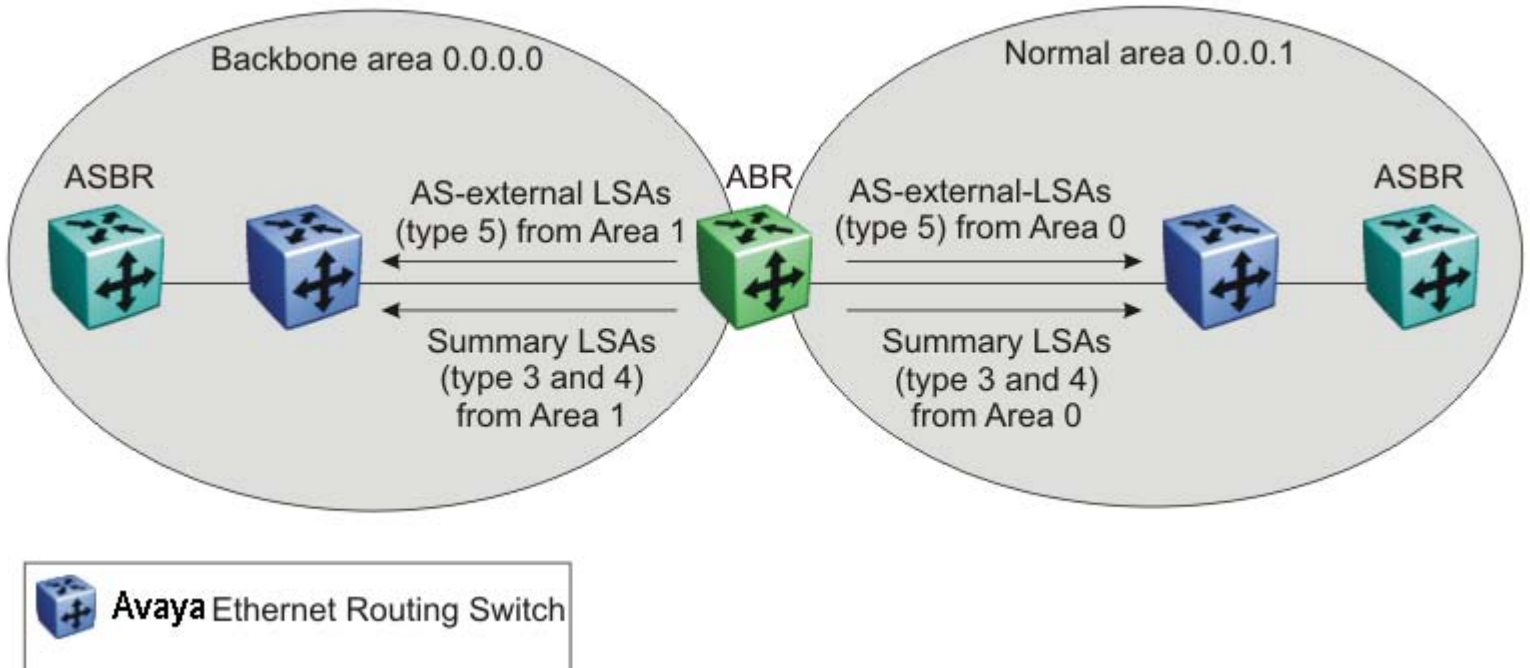 Backbone area 0.0.0.0
Normal area 0.0.0.1
ASBR
AS-external LSAs
(type 5) from Area 1
ABR
AS-external-LSAs
(type 5) from Area 0
ASBR
Summary LSAs
(type 3 and 4)
from Area 1
Summary LSAs
(type 3 and 4)
from Area 0
Avaya Ethernet Routing Switch